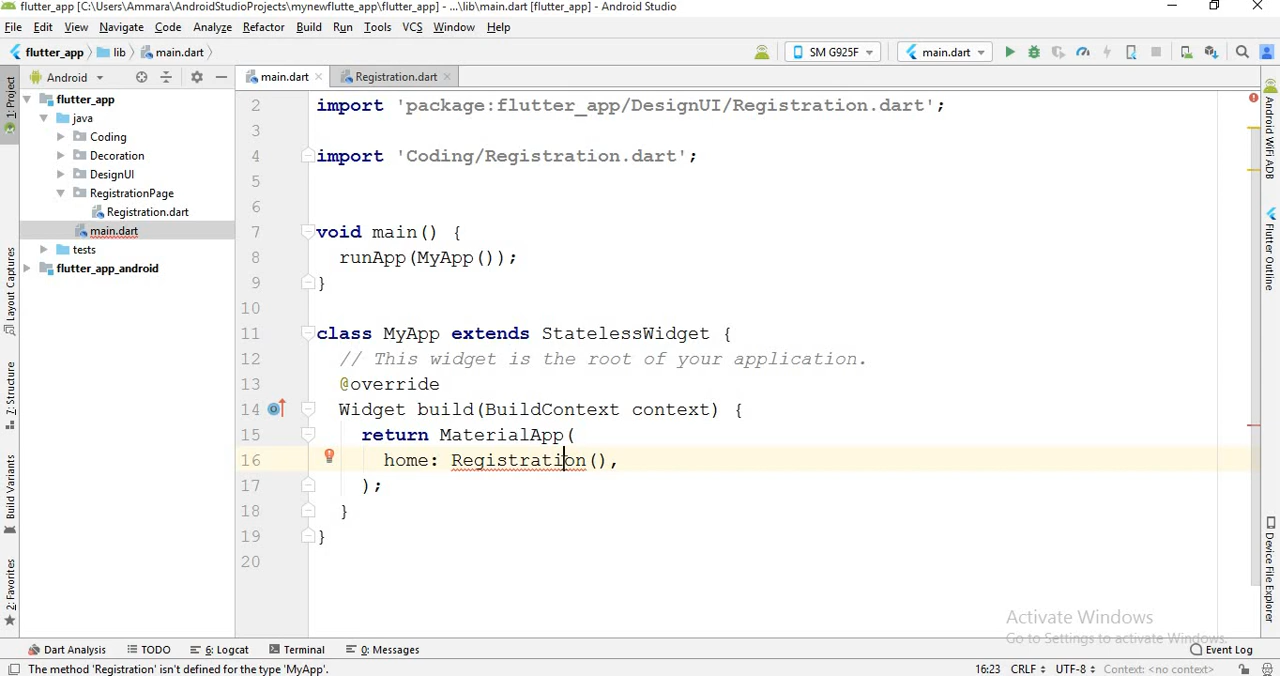 flutter_app [C:\Users\Ammara\AndroidStudioProjects\mynewflutte_app\flutter_app] - ...\lib\main.dart [flutter_app] - Android Studio
File Edit View Navigate Code Analyze Refactor Build Run Tools VCS Window Help
flutter_app lib main.dart SM G925F main.dart
1: Project
Android
main.dart
Registration.dart
flutter_app
java
Coding
Decoration
DesignUI
RegistrationPage
Registration.dart
main.dart
tests
flutter_app_android
Layout Captures
Z: Structure
Build Variants
2: Favorites
2 import 'package:flutter_app/DesignUI/Registration.dart';
3
4 import 'Coding/Registration.dart';
5
6
7 void main() {
8 runApp(MyApp());
9 }
10
11 class MyApp extends StatelessWidget {
12 // This widget is the root of your application.
13 @override
14 Widget build(BuildContext context) {
15 return MaterialApp(
16 home: Registration(),
17 );
18 }
19 }
20
Android WiFi ADB
Flutter Outline
Device File Explorer
Activate Windows
Go to Settings to activate Windows.
Dart Analysis TODO 6: Logcat Terminal 0: Messages Event Log
The method 'Registration' isn't defined for the type 'MyApp'. 16:23 CRLF UTF-8 Context: <no context>